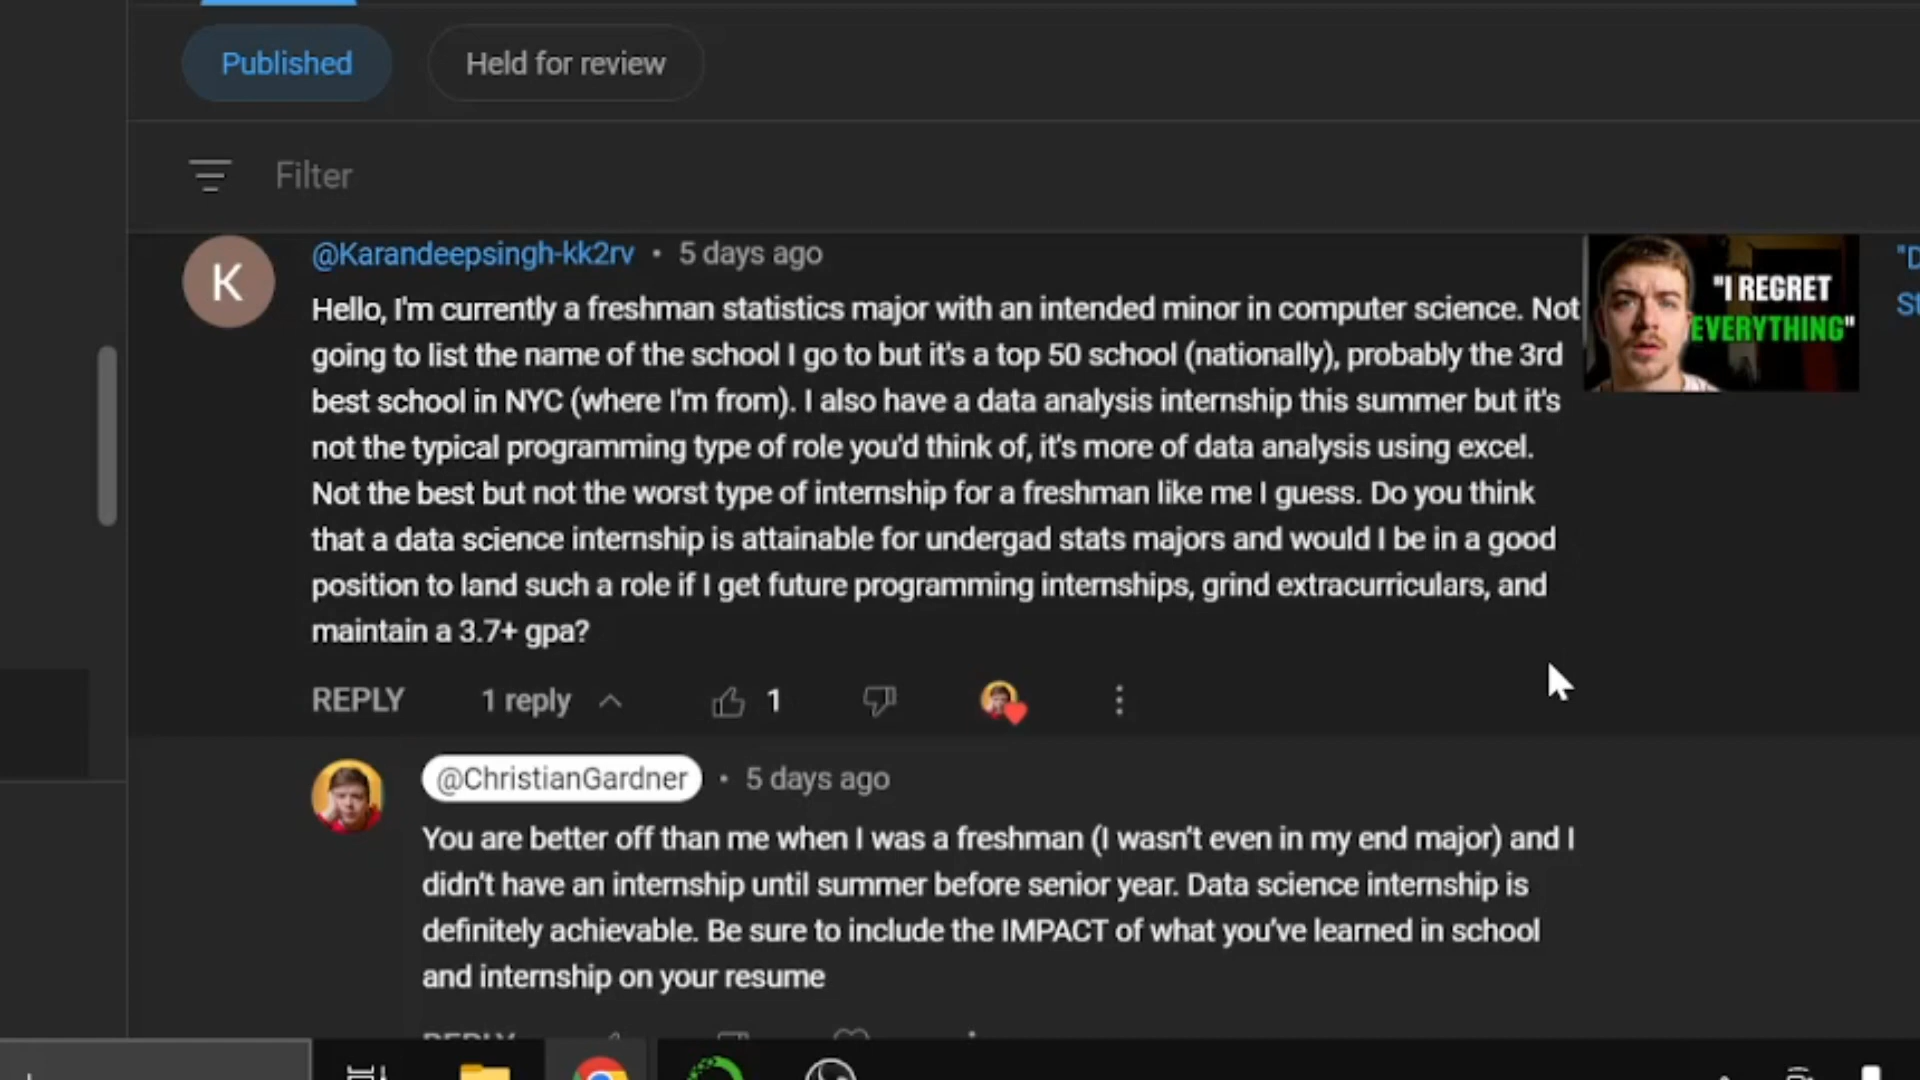 Published
Held for review
Filter
K
@Karandeepsingh-kk2rv • 5 days ago
Hello, I'm currently a freshman statistics major with an intended minor in computer science. Not
going to list the name of the school I go to but it's a top 50 school (nationally), probably the 3rd
best school in NYC (where I'm from). I also have a data analysis internship this summer but it's
not the typical programming type of role you'd think of, it's more of data analysis using excel.
Not the best but not the worst type of internship for a freshman like me I guess. Do you think
that a data science internship is attainable for undergad stats majors and would I be in a good
position to land such a role if I get future programming internships, grind extracurriculars, and
maintain a 3.7+ gpa?
"I REGRET
EVERYTHING"
"D
St
REPLY 1 reply 1
@ChristianGardner • 5 days ago
You are better off than me when I was a freshman (I wasn't even in my end major) and I
didn't have an internship until summer before senior year. Data science internship is
definitely achievable. Be sure to include the IMPACT of what you've learned in school
and internship on your resume
REPLY